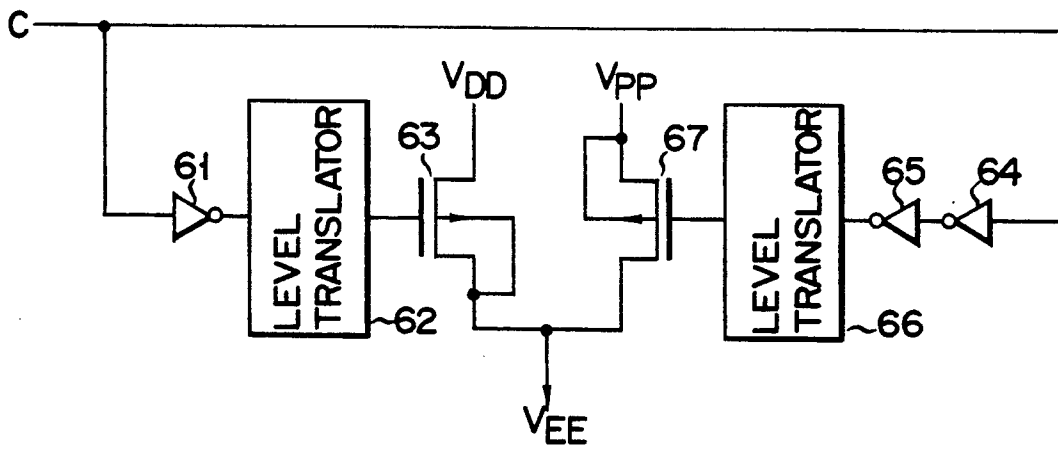 C
V_DD
V_PP
61
LEVEL
TRANSLATOR
62
63
67
LEVEL
TRANSLATOR
66
65
64
V_EE